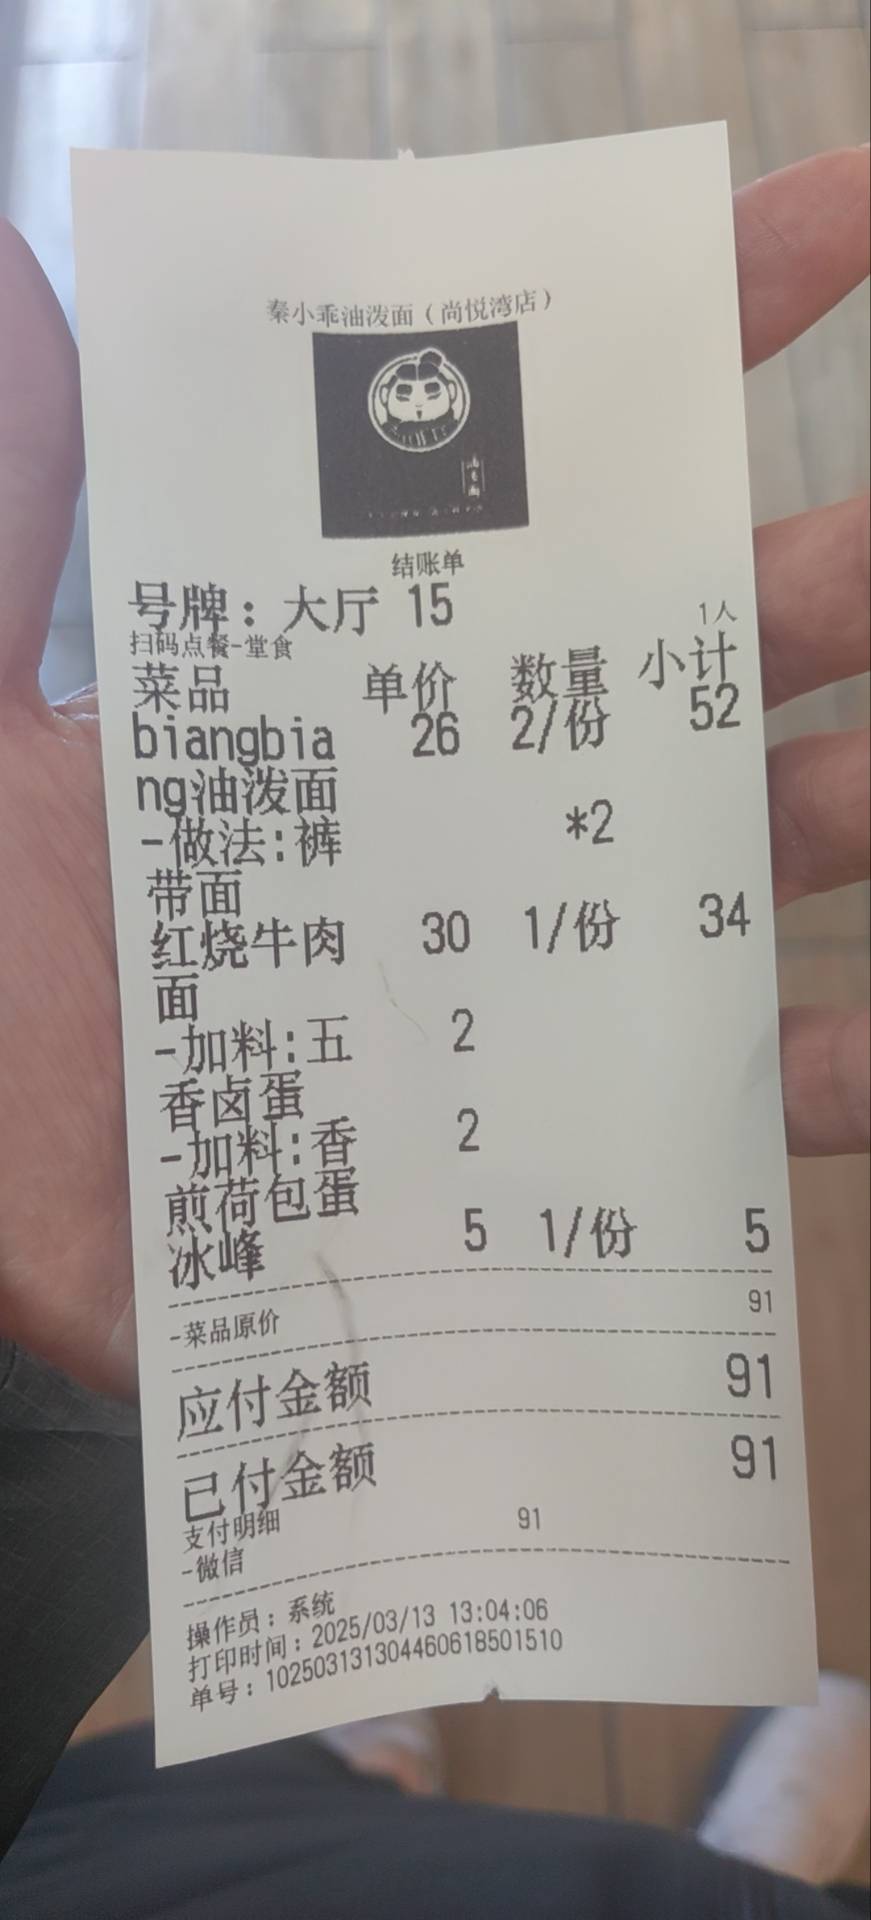 秦小乖油泼面（尚悦湾店）
结账单
号牌：大厅 15
1人
扫码点餐-堂食
菜品 单价 数量 小计
biangbia 26 2/份 52
ng油泼面
-做法:裤 *2
带面
红烧牛肉 30 1/份 34
面
-加料:五 2
香卤蛋
-加料:香 2
煎荷包蛋
冰峰 5 1/份 5
-菜品原价 91
应付金额 91
已付金额 91
支付明细
-微信 91
操作员：系统
打印时间：2025/03/13 13:04:06
单号：1025031313044606185015​10